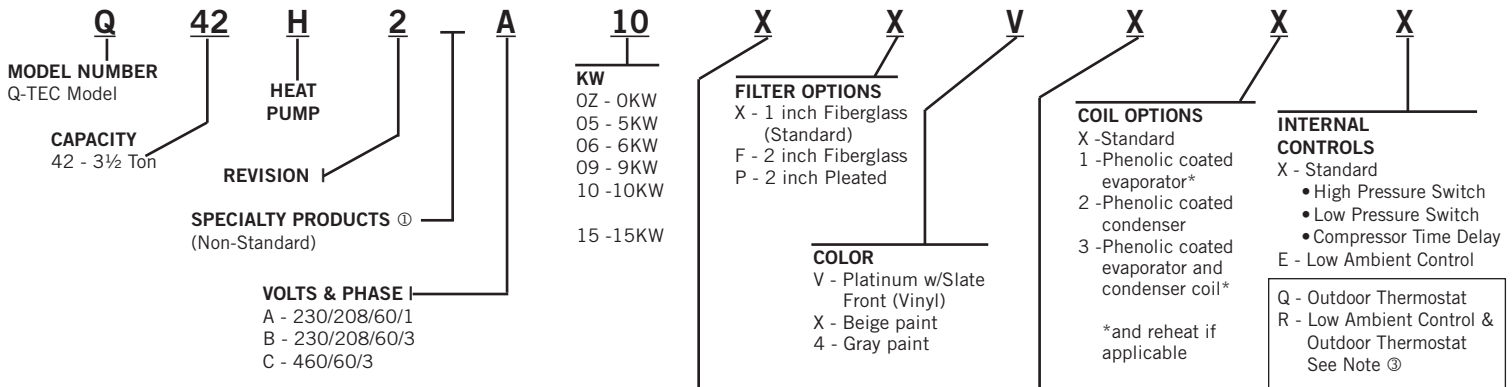 Q 42 H 2 A 10 X X V X X X
MODEL NUMBER
Q-TEC Model
CAPACITY
42 - 3½ Ton
HEAT
PUMP
REVISION
SPECIALTY PRODUCTS ①
(Non-Standard)
VOLTS & PHASE
A - 230/208/60/1
B - 230/208/60/3
C - 460/60/3
KW
0Z - 0KW
05 - 5KW
06 - 6KW
09 - 9KW
10 -10KW
15 -15KW
FILTER OPTIONS
X - 1 inch Fiberglass
(Standard)
F - 2 inch Fiberglass
P - 2 inch Pleated
COLOR
V - Platinum w/Slate
Front (Vinyl)
X - Beige paint
4 - Gray paint
COIL OPTIONS
X -Standard
1 -Phenolic coated
evaporator*
2 -Phenolic coated
condenser
3 -Phenolic coated
evaporator and
condenser coil*
*and reheat if
applicable
INTERNAL
CONTROLS
X - Standard
• High Pressure Switch
• Low Pressure Switch
• Compressor Time Delay
E - Low Ambient Control
Q - Outdoor Thermostat
R - Low Ambient Control &
Outdoor Thermostat
See Note ③